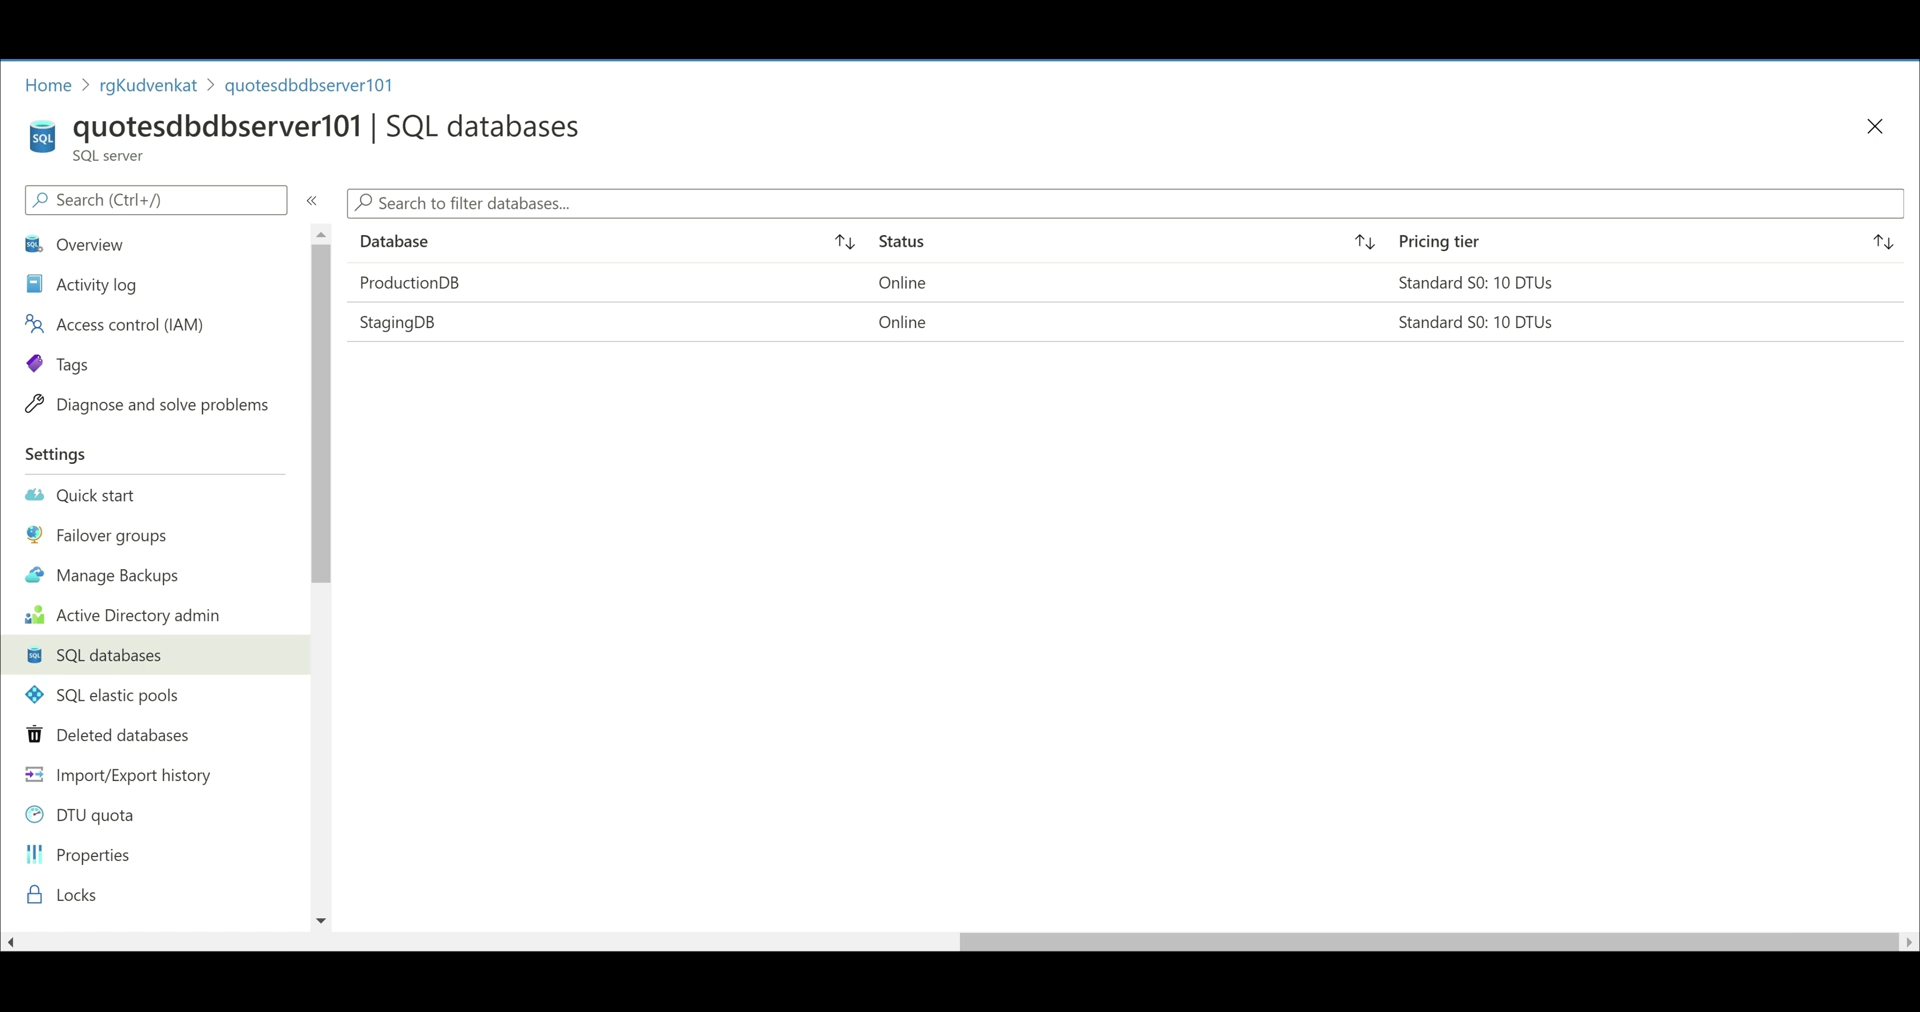 Home > rgKudvenkat > quotesdbdbserver101
quotesdbdbserver101 | SQL databases
SQL
SQL server
Search (Ctrl+/)
«
Overview
Activity log
Access control (IAM)
Tags
Diagnose and solve problems
Settings
Quick start
Failover groups
Manage Backups
Active Directory admin
SQL databases
SQL elastic pools
Deleted databases
Import/Export history
DTU quota
Properties
Locks
Search to filter databases...
Database Status Pricing tier
ProductionDB Online Standard S0: 10 DTUs
StagingDB Online Standard S0: 10 DTUs